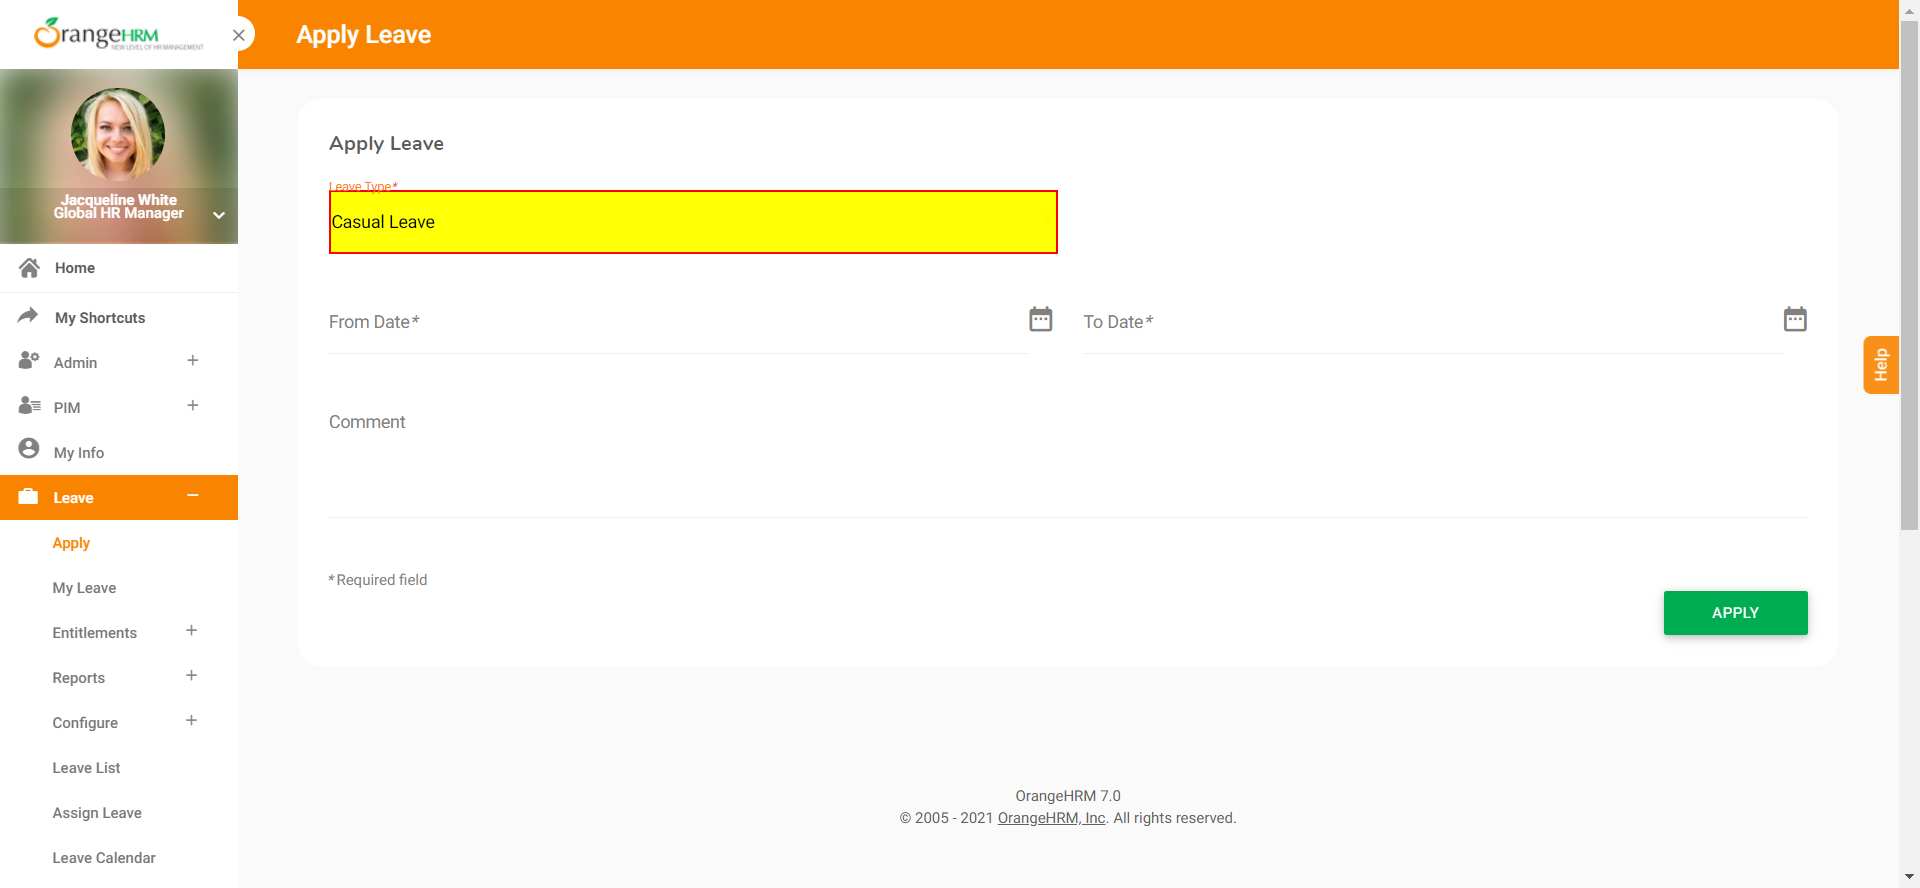 OrangeHRM
NEW LEVEL OF HR MANAGEMENT
Apply Leave
Jacqueline White
Global HR Manager
Home
My Shortcuts
Admin
PIM
My Info
Leave
Apply
My Leave
Entitlements
Reports
Configure
Leave List
Assign Leave
Leave Calendar
Apply Leave
Leave Type*
Casual Leave
From Date*
To Date*
Comment
*Required field
APPLY
Help
OrangeHRM 7.0
© 2005 - 2021 OrangeHRM, Inc. All rights reserved.